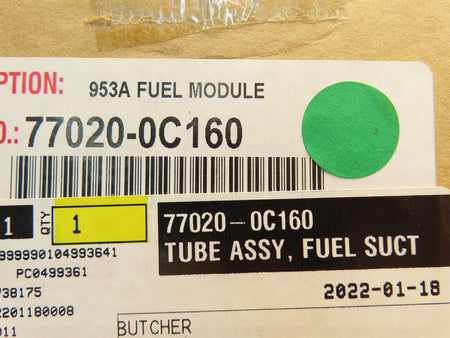 PTION: 953A FUEL MODULE
O.: 77020-0C160
1 QTY 1
77020-0C160
TUBE ASSY, FUEL SUCT
999990104993641
PC0499361
738175
2022-01-18
2201180008
011
BUTCHER